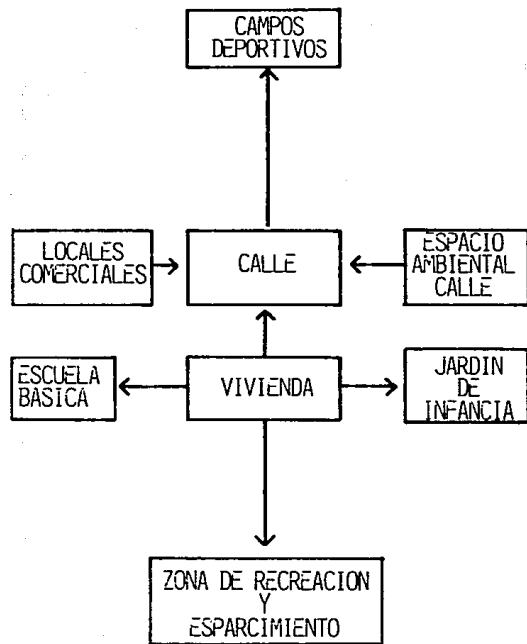 CAMPOS
DEPORTIVOS
LOCALES
COMERCIALES
CALLE
ESPACIO
AMBIENTAL
CALLE
ESCUELA
BASICA
VIVIENDA
JARDIN
DE
INFANCIA
ZONA DE RECREACION
Y
ESPARCIMIENTO